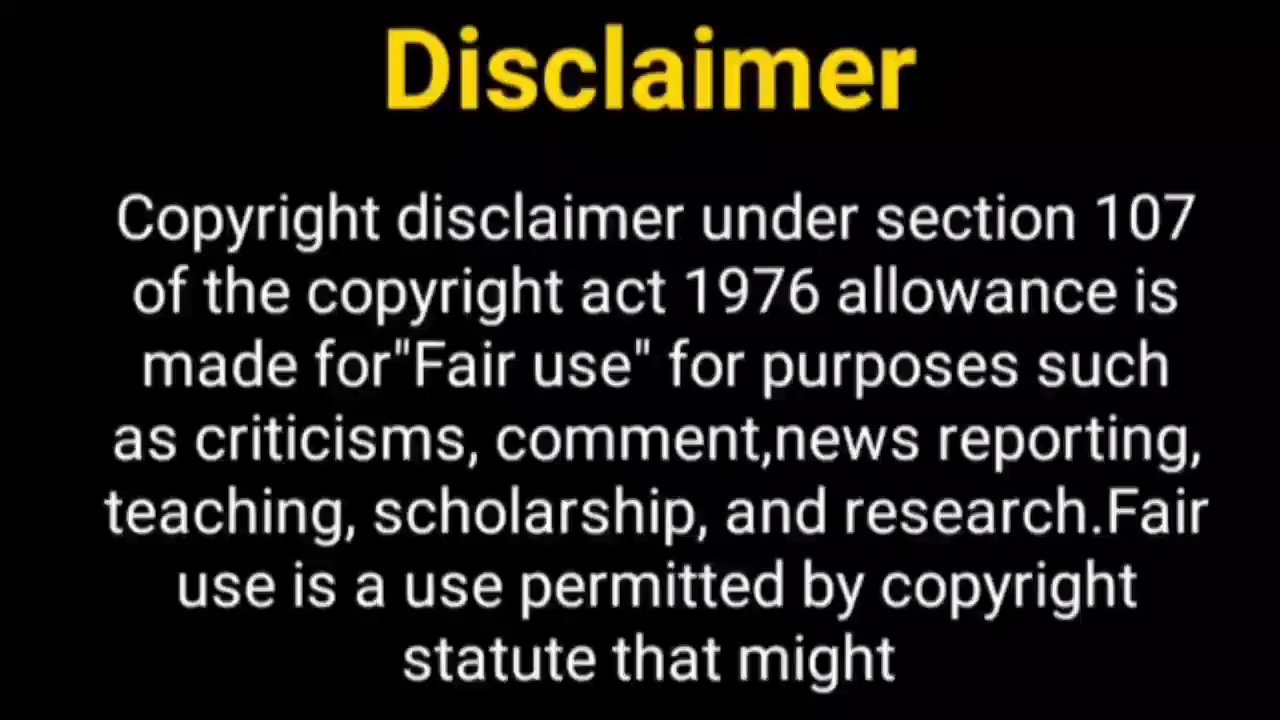 Disclaimer
Copyright disclaimer under section 107
of the copyright act 1976 allowance is
made for"Fair use" for purposes such
as criticisms, comment,news reporting,
teaching, scholarship, and research.Fair
use is a use permitted by copyright
statute that might